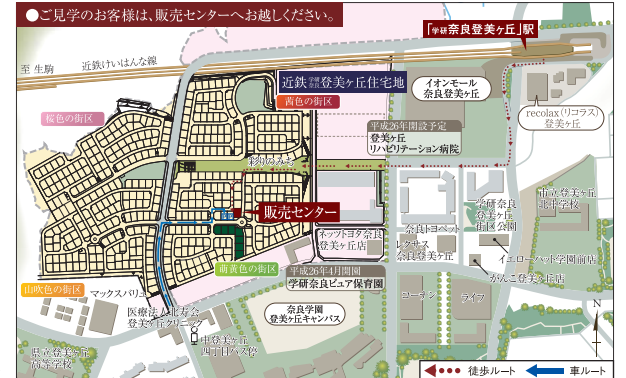 ●ご見学のお客様は、販売センターへお越しください。
「学研奈良登美ヶ丘」駅
至 生駒
近鉄けいはんな線
近鉄 学研奈良 登美ヶ丘住宅地
イオンモール
奈良登美ヶ丘
茜色の街区
桜色の街区
recolax(リコラス)
登美ヶ丘
平成26年開設予定
登美ヶ丘
リハビリテーション病院
彩りのみち
学研奈良
登美ヶ丘
街区公園
市立登美ヶ丘
北中学校
販売センター
奈良トヨペット
ネッツトヨタ奈良
登美ヶ丘店
レクサス
奈良登美ヶ丘
イエローハット学園前店
がんこ登美ヶ丘店
萌黄色の街区
平成26年4月開園
学研奈良ピュア保育園
山吹色の街区
マックスバリュ
コーナン
ライフ
奈良学園
登美ヶ丘キャンパス
医療法人北寿会
登美ヶ丘クリニック
中登美ヶ丘
四丁目バス停
県立登美ヶ丘
高等学校
N
徒歩ルート
車ルート